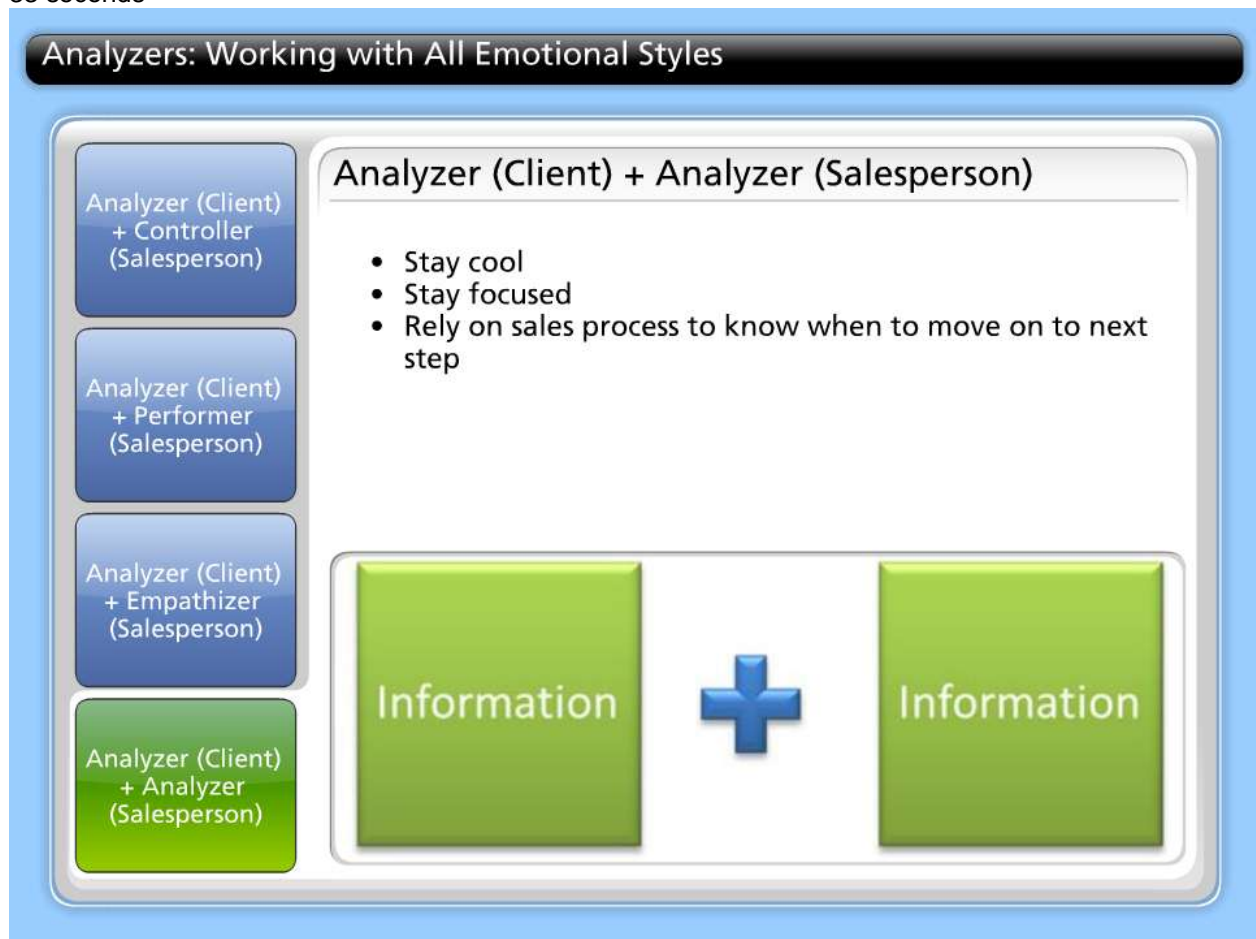 Analyzers: Working with All Emotional Styles
Analyzer (Client)
+ Controller
(Salesperson)
Analyzer (Client)
+ Performer
(Salesperson)
Analyzer (Client)
+ Empathizer
(Salesperson)
Analyzer (Client)
+ Analyzer
(Salesperson)
Analyzer (Client) + Analyzer (Salesperson)
• Stay cool
• Stay focused
• Rely on sales process to know when to move on to next
step
Information
Information